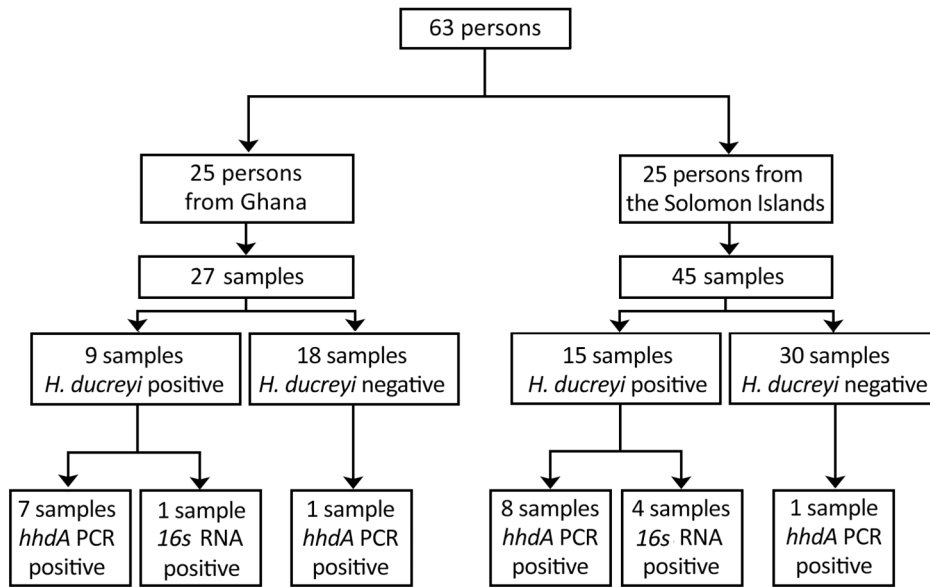 63 persons
25 persons
from Ghana
25 persons from
the Solomon Islands
27 samples
45 samples
9 samples
H. ducreyi positive
18 samples
H. ducreyi negative
15 samples
H. ducreyi positive
30 samples
H. ducreyi negative
7 samples
hhdA PCR
positive
1 sample
16s RNA
positive
1 sample
hhdA PCR
positive
8 samples
hhdA PCR
positive
4 samples
16s RNA
positive
1 sample
hhdA PCR
positive